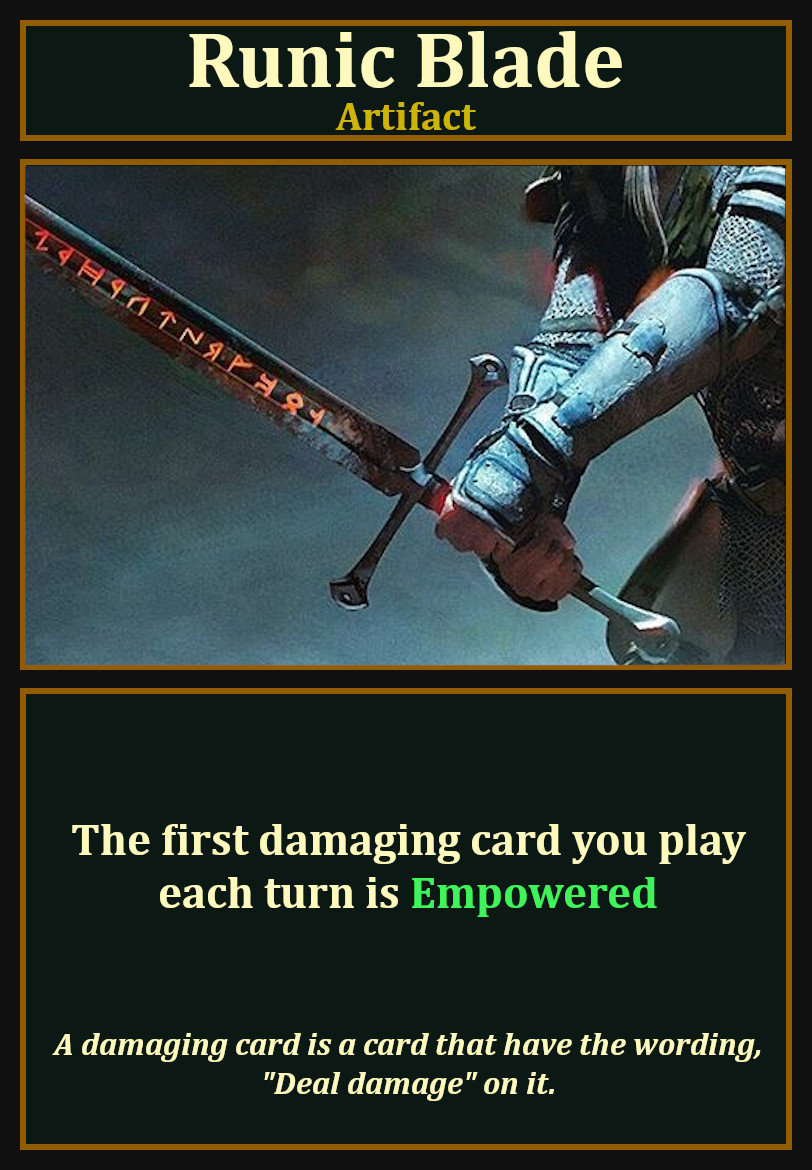 Runic Blade
Artifact
The first damaging card you play
each turn is Empowered
A damaging card is a card that have the wording,
"Deal damage" on it.